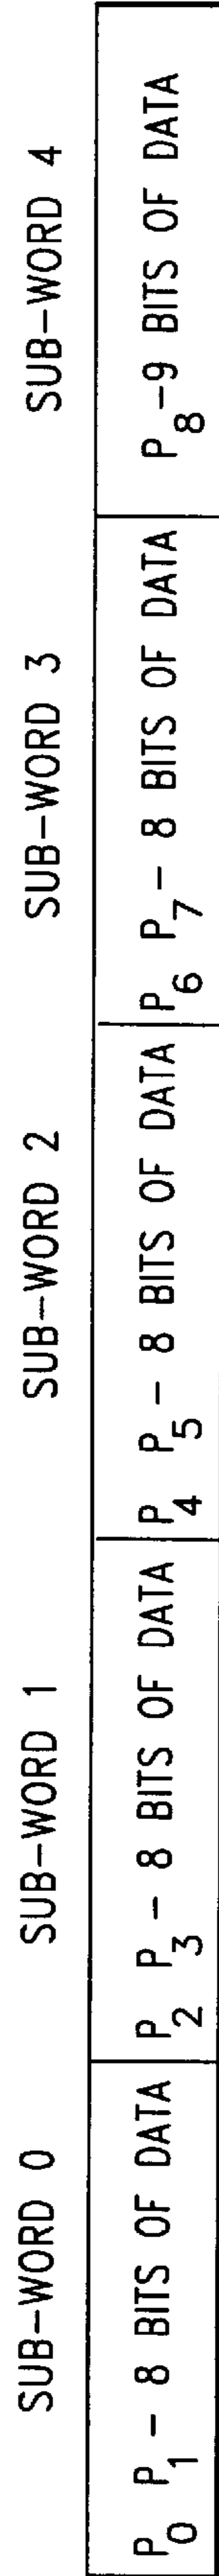 SUB-WORD 0 SUB-WORD 1 SUB-WORD 2 SUB-WORD 3 SUB-WORD 4
P0 P1 - 8 BITS OF DATA P2 P3 - 8 BITS OF DATA P4 P5 - 8 BITS OF DATA P6 P7 - 8 BITS OF DATA P8 -9 BITS OF DATA